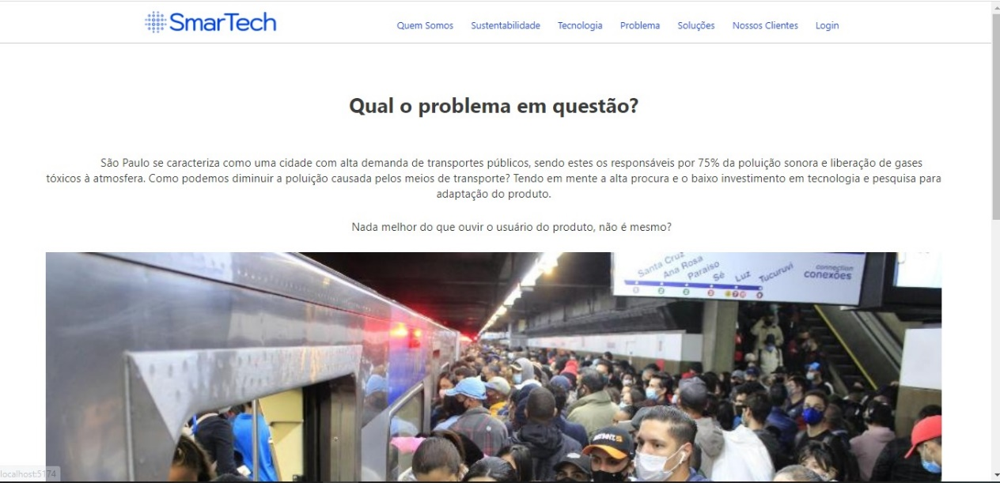 SmarTech
Quem Somos Sustentabilidade Tecnologia Problema Soluções Nossos Clientes Login
Qual o problema em questão?
São Paulo se caracteriza como uma cidade com alta demanda de transportes públicos, sendo estes os responsáveis por 75% da poluição sonora e liberação de gases
tóxicos à atmosfera. Como podemos diminuir a poluição causada pelos meios de transporte? Tendo em mente a alta procura e o baixo investimento em tecnologia e pesquisa para
adaptação do produto.
Nada melhor do que ouvir o usuário do produto, não é mesmo?
Santa Cruz
Ana Rosa
Paraíso
Sé
Luz
Tucuruvi
connection
conexões
localhost:5174